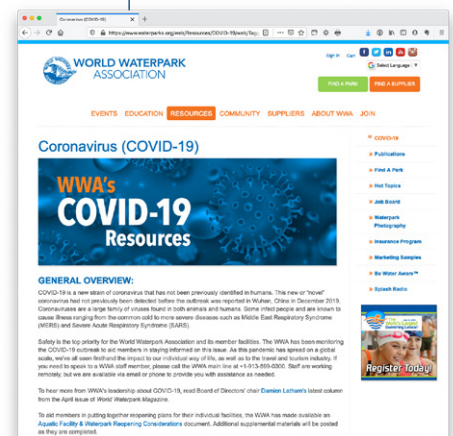 Coronavirus (COVID-19)
https://www.waterparks.org/web/Resources/COVID-19/web/
Sign In Cart
WORLD WATERPARK
ASSOCIATION
Select Language
FIND A PARK
FIND A SUPPLIER
EVENTS EDUCATION RESOURCES COMMUNITY SUPPLIERS ABOUT WWA JOIN
Coronavirus (COVID-19)
WWA's
COVID-19
Resources
GENERAL OVERVIEW:
COVID-19 is a new strain of coronavirus that has not been previously identified in humans. This new or "novel"
coronavirus had not previously been detected before the outbreak was reported in Wuhan, China in December 2019.
Coronaviruses are a large family of viruses found in both animals and humans. Some infect people and are known to
cause illness ranging from the common cold to more severe diseases such as Middle East Respiratory Syndrome
(MERS) and Severe Acute Respiratory Syndrome (SARS).
Safety is the top priority for the World Waterpark Association and its member facilities. The WWA has been monitoring
the COVID-19 outbreak to aid members in staying informed on this issue. As this pandemic has spread on a global
scale, we've all seen firsthand the impact to our individual way of life, as well as to the travel and tourism industry. If
you need to speak to a WWA staff member, please call the WWA main line at +1-913-599-0300. Staff are working
remotely, but we are available via email or phone to provide you with assistance as needed.
To hear more from WWA's leadership about COVID-19, read Board of Directors' chair Damien Latham's latest column
from the April issue of World Waterpark Magazine.
To aid members in putting together reopening plans for their individual facilities, the WWA has made available an
Aquatic Facility & Waterpark Reopening Considerations document. Additional supplemental materials will be posted
as they are completed.
COVID-19
Publications
Find A Park
Hot Topics
Job Board
Waterpark
Photography
Insurance Program
Marketing Samples
Be Water Aware™
Splash Radio
The
World's Largest
Swimming Lesson
Register Today!